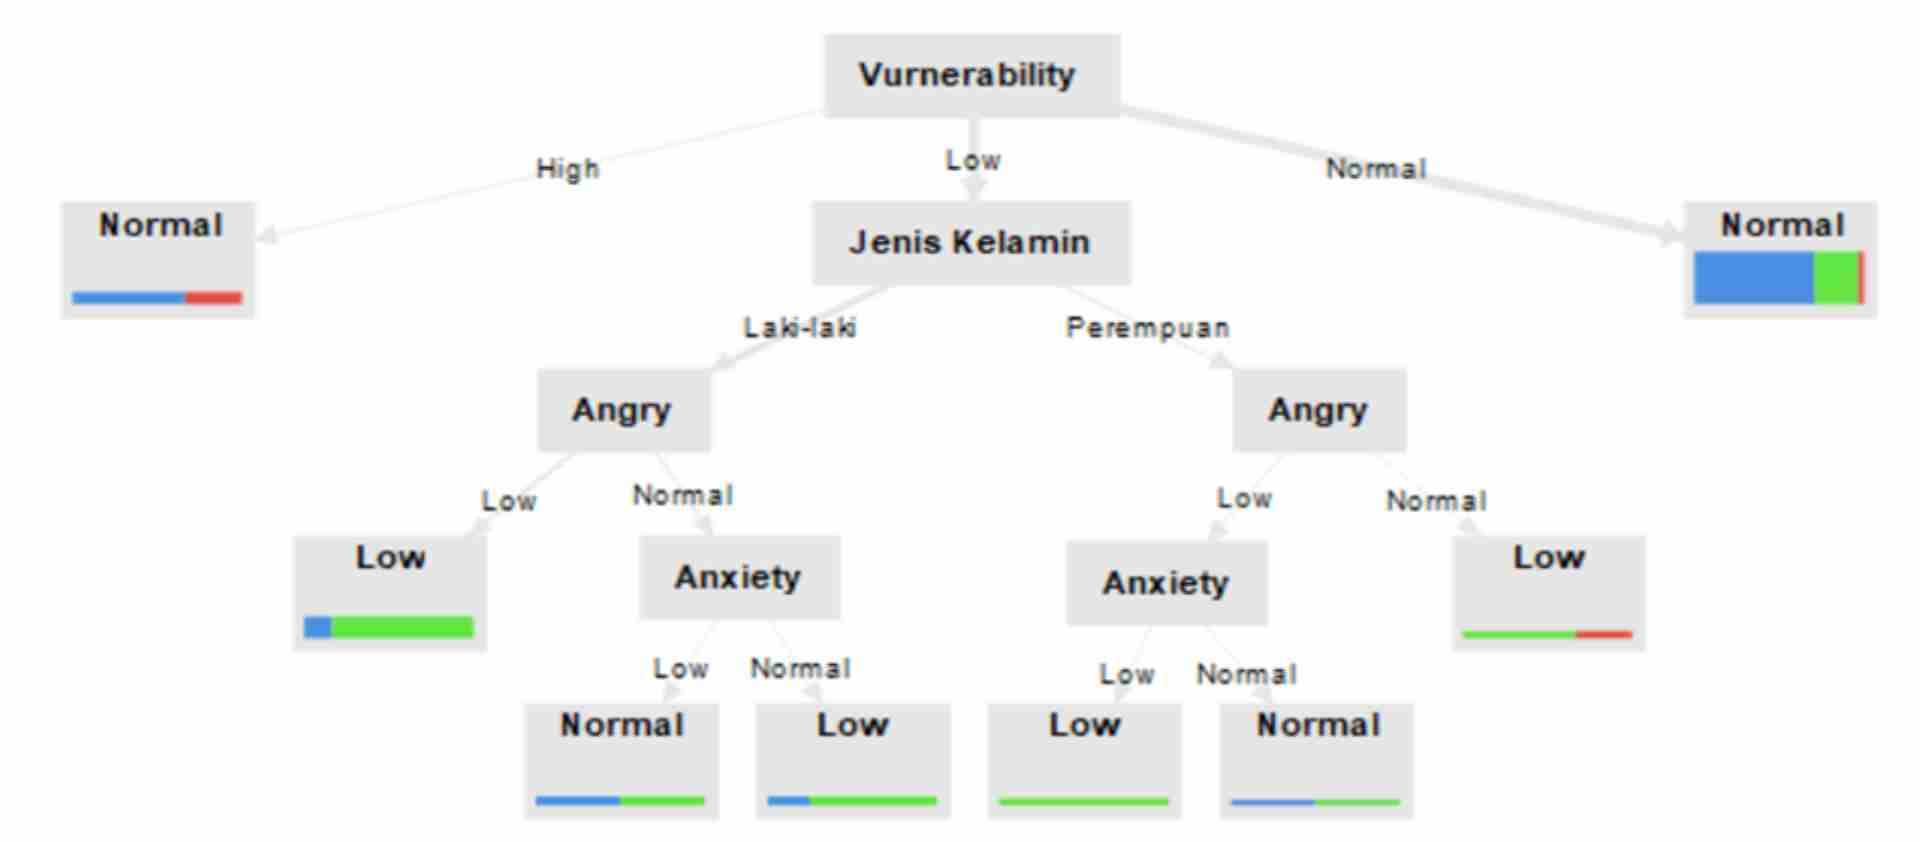 Vurnerability
High
Low
Normal
Normal
Jenis Kelamin
Normal
Laki-laki
Perempuan
Angry
Angry
Low
Normal
Low
Normal
Low
Anxiety
Anxiety
Low
Low
Normal
Low
Normal
Normal
Low
Low
Normal